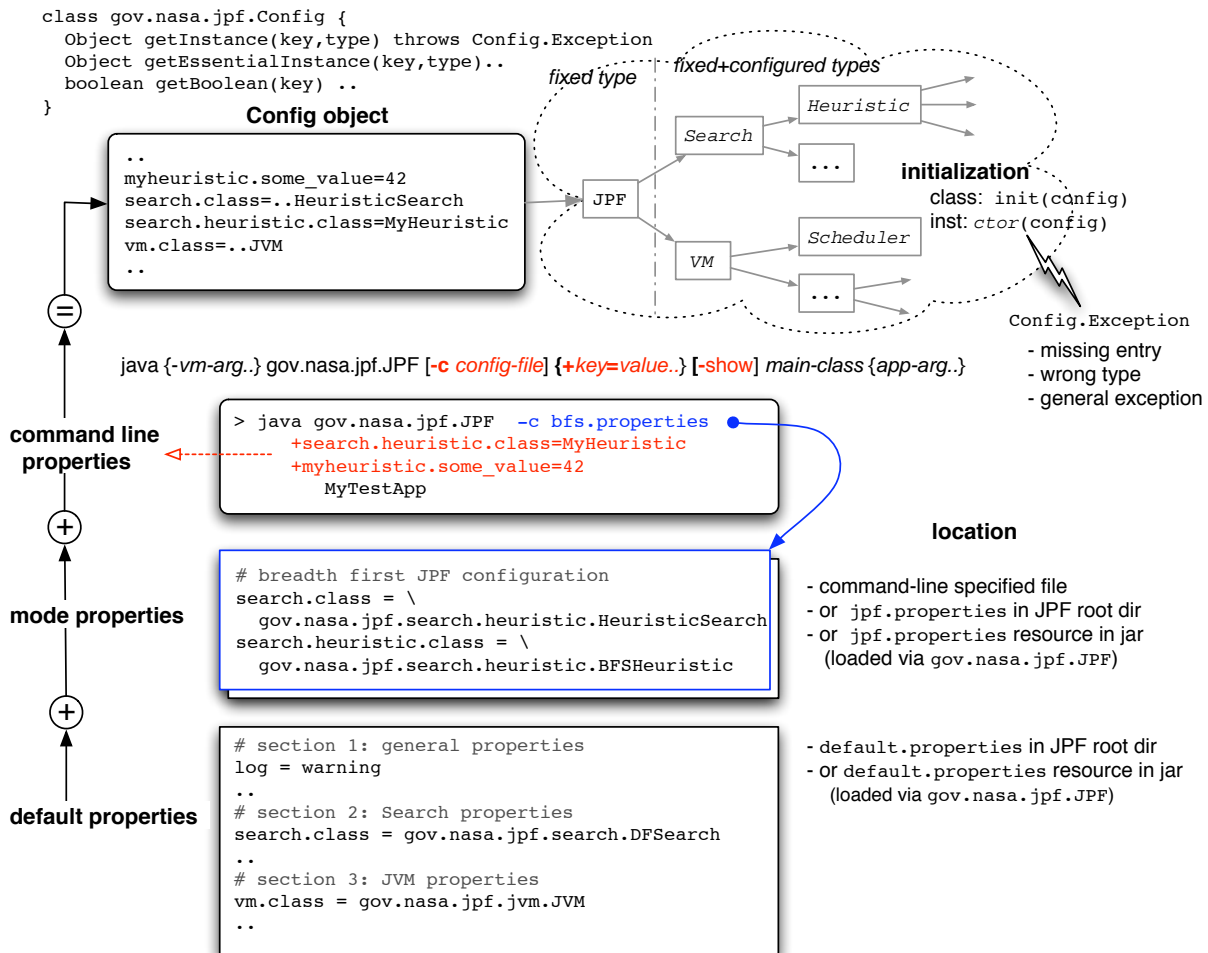 class gov.nasa.jpf.Config {
Object getInstance(key,type) throws Config.Exception
Object getEssentialInstance(key,type)..
boolean getBoolean(key) ..
}
Config object
..
myheuristic.some_value=42
search.class=..HeuristicSearch
search.heuristic.class=MyHeuristic
vm.class=..JVM
..
fixed type
fixed+configured types
JPF
Search
Heuristic
...
VM
Scheduler
...
initialization
class: init(config)
inst: ctor(config)
Config.Exception
- missing entry
- wrong type
- general exception
=
java {-vm-arg..} gov.nasa.jpf.JPF [-c config-file] {+key=value..} [-show] main-class {app-arg..}
command line
properties
> java gov.nasa.jpf.JPF -c bfs.properties
+search.heuristic.class=MyHeuristic
+myheuristic.some_value=42
MyTestApp
+
mode properties
# breadth first JPF configuration
search.class = \
gov.nasa.jpf.search.heuristic.HeuristicSearch
search.heuristic.class = \
gov.nasa.jpf.search.heuristic.BFSHeuristic
location
- command-line specified file
- or jpf.properties in JPF root dir
- or jpf.properties resource in jar
(loaded via gov.nasa.jpf.JPF)
+
default properties
# section 1: general properties
log = warning
..
# section 2: Search properties
search.class = gov.nasa.jpf.search.DFSearch
..
# section 3: JVM properties
vm.class = gov.nasa.jpf.jvm.JVM
..
- default.properties in JPF root dir
- or default.properties resource in jar
(loaded via gov.nasa.jpf.JPF)